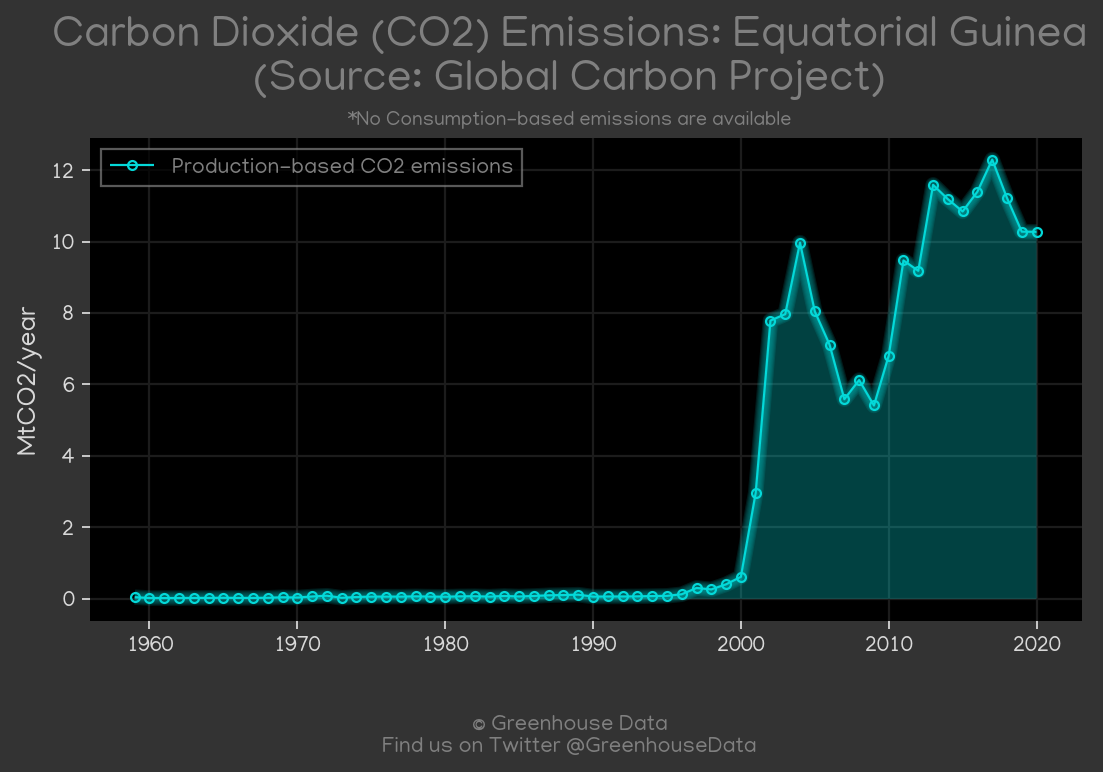 Carbon Dioxide (CO2) Emissions: Equatorial Guinea
(Source: Global Carbon Project)
*No Consumption-based emissions are available
Production-based CO2 emissions
MtCO2/year
12
10
8
6
4
2
0
1960 1970 1980 1990 2000 2010 2020
© Greenhouse Data
Find us on Twitter @GreenhouseData